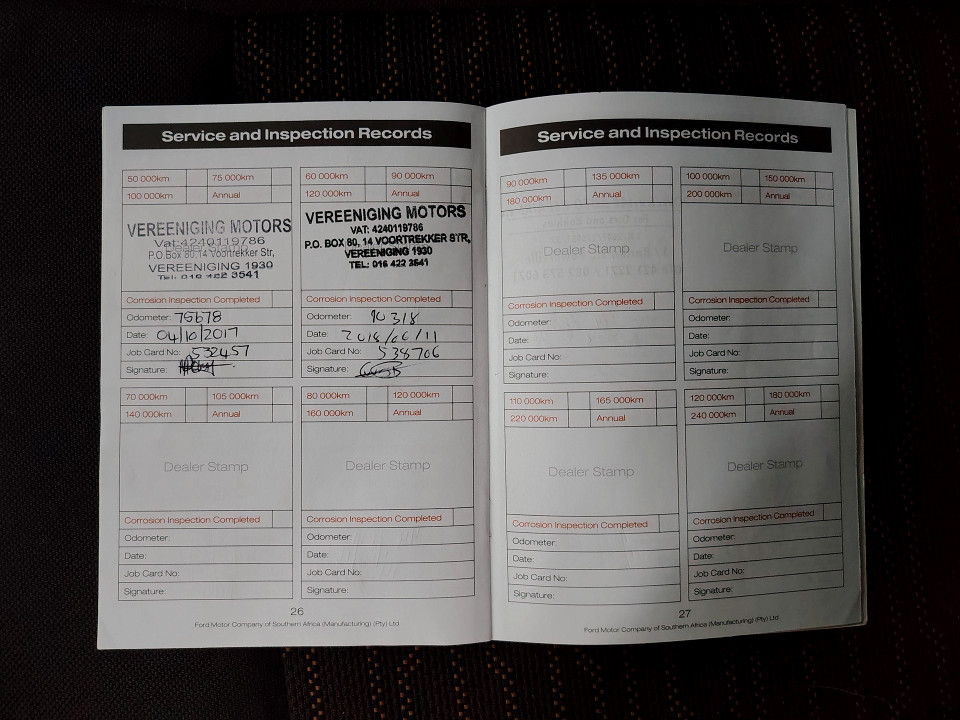 Service and Inspection Records
50 000km 75 000km
100 000km Annual
VEREENIGING MOTORS
Vat:4240119786
Dealer Stamp
P.O.Box 80,14 Voortrekker Str,
VEREENIGING 1930
Tel: 016 422 3541
Corrosion Inspection Completed
Odometer: 75678
Date: 04/10/2017
Job Card No: 532457
Signature:
60 000km 90 000km
120 000km Annual
VEREENIGING MOTORS
VAT: 4240119786
P.O. BOX 80, 14 VOORTREKKER STR,
VEREENIGING 1930
TEL: 016 422 3541
Corrosion Inspection Completed
Odometer: 90318
Date: 2018/06/11
Job Card No: 538706
Signature:
70 000km 105 000km
140 000km Annual
Dealer Stamp
Corrosion Inspection Completed
Odometer:
Date:
Job Card No:
Signature:
80 000km 120 000km
160 000km Annual
Dealer Stamp
Corrosion Inspection Completed
Odometer:
Date:
Job Card No:
Signature:
26
Ford Motor Company of Southern Africa (Manufacturing) (Pty) Ltd
Service and Inspection Records
90 000km 135 000km
180 000km Annual
Dealer Stamp
Corrosion Inspection Completed
Odometer:
Date:
Job Card No:
Signature:
100 000km 150 000km
200 000km Annual
Dealer Stamp
Corrosion Inspection Completed
Odometer:
Date:
Job Card No:
Signature:
110 000km 165 000km
220 000km Annual
Dealer Stamp
Corrosion Inspection Completed
Odometer:
Date:
Job Card No:
Signature:
120 000km 180 000km
240 000km Annual
Dealer Stamp
Corrosion Inspection Completed
Odometer:
Date:
Job Card No:
Signature:
27
Ford Motor Company of Southern Africa (Manufacturing) (Pty) Ltd